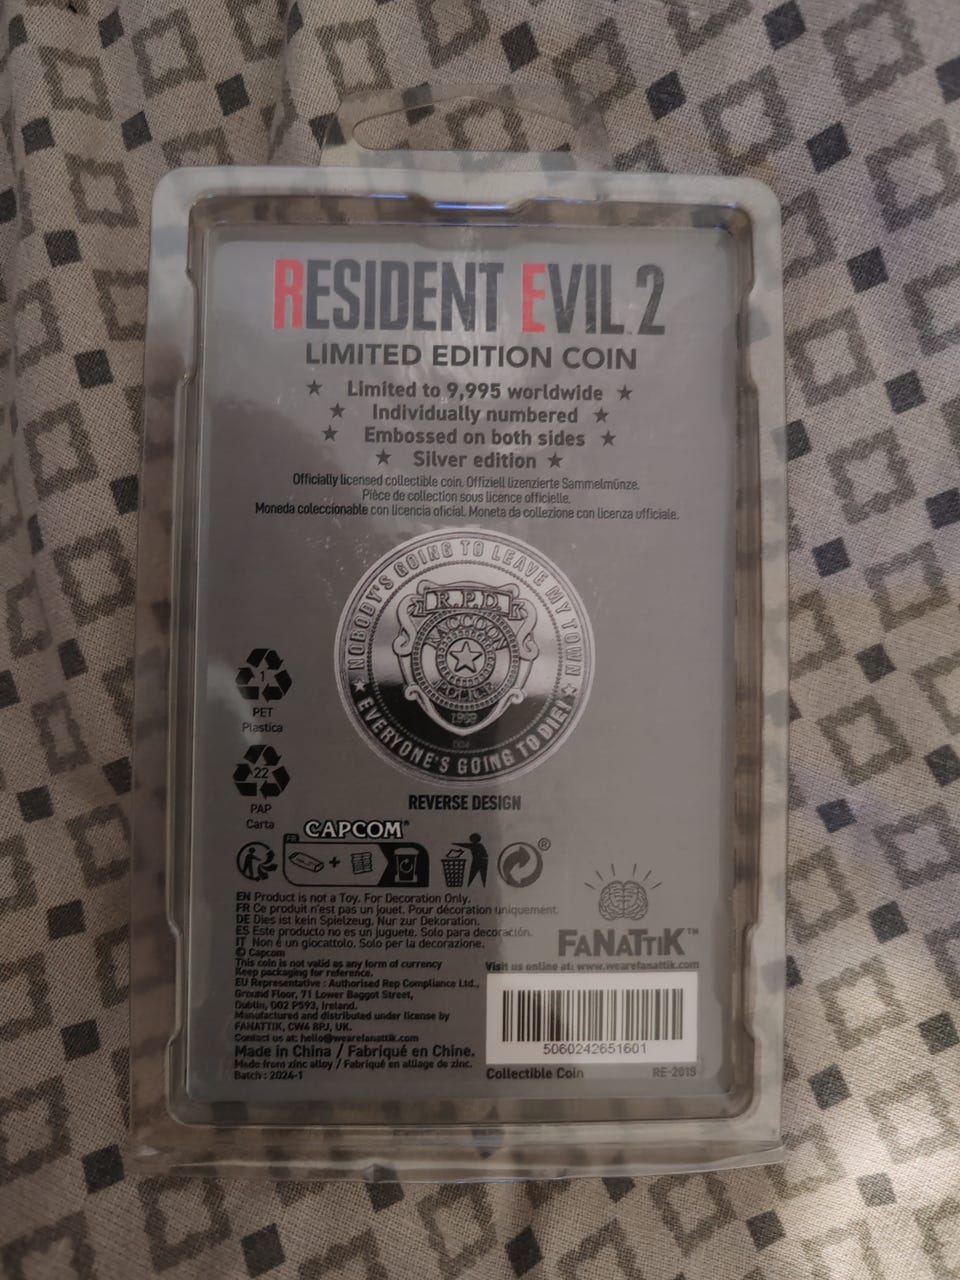 RESIDENT EVIL 2
LIMITED EDITION COIN
★ Limited to 9,995 worldwide ★
★ Individually numbered ★
★ Embossed on both sides ★
★ Silver edition ★
Officially licensed collectible coin. Offiziell lizenzierte Sammelmünze.
Pièce de collection sous licence officielle.
Moneda coleccionable con licencia oficial. Moneta da collezione con licenza ufficiale.
NOBODY'S GOING TO LEAVE MY TOWN
R.P.D.
RACCOON
POLICE
★ EVERYONE'S GOING TO DIE! ★
REVERSE DESIGN
1
PET
Plastica
22
PAP
Carta
CAPCOM®
FR
+
®
EN Product is not a Toy. For Decoration Only.
FR Ce produit n'est pas un jouet. Pour décoration uniquement.
DE Dies ist kein Spielzeug. Nur zur Dekoration.
ES Este producto no es un juguete. Solo para decoración.
IT Non é un giocattolo. Solo per la decorazione.
© Capcom
This coin is not valid as any form of currency
Keep packaging for reference.
EU Representative : Authorised Rep Compliance Ltd.,
Ground Floor, 71 Lower Baggot Street,
Dublin, D02 P593, Ireland.
Manufactured and distributed under license by
FANATTIK, CW4 8PJ, UK.
Contact us at: hello@wearefanattik.com
Made in China / Fabriqué en Chine.
Made from zinc alloy / Fabriqué en alliage de zinc.
Batch : 2024-1
FANATTIK™
Visit us online at: www.wearefanattik.com
5060242651601
Collectible Coin RE-201S